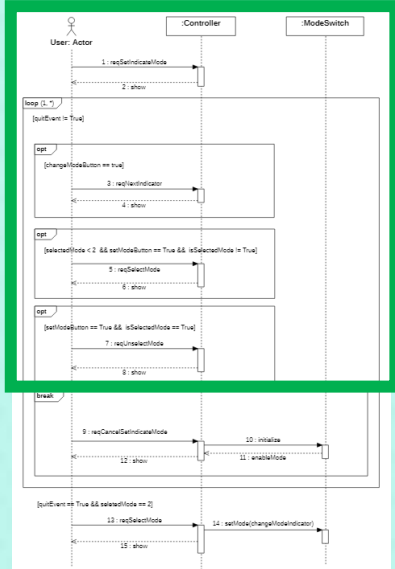 :Controller
:ModeSwitch
User: Actor
1 : reqSetIndicateMode
2 : show
loop (1, *)
[quitEvent != True]
opt
[changeModeButton == true]
3 : reqNextIndicator
4 : show
opt
[selectedMode < 2 && setModeButton == True && isSelectedMode != True]
5 : reqSelectMode
6 : show
opt
[setModeButton == True && isSelectedMode == True]
7 : reqUnselectMode
8 : show
break
9 : reqCancelSetIndicateMode
10 : initialize
11 : enableMode
12 : show
[quitEvent == True && seletedMode == 2]
13 : reqSelectMode
14 : setMode(changeModeIndicator)
15 : show